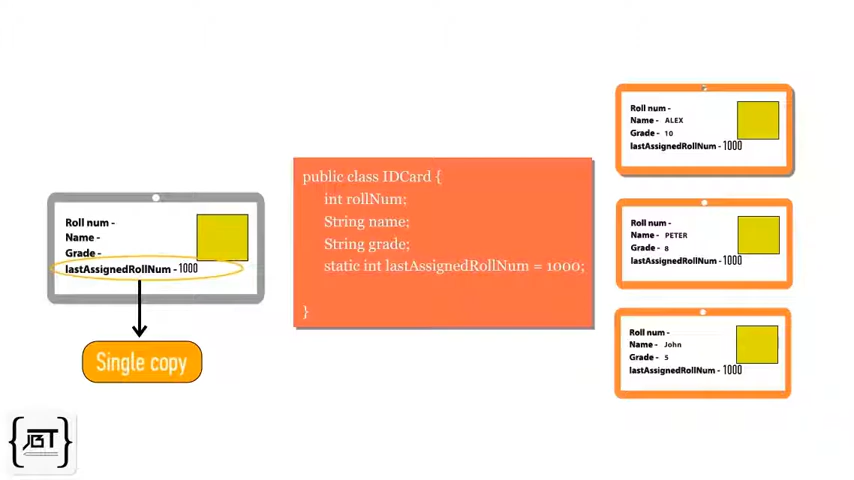 Roll num -
Name -
Grade -
lastAssignedRollNum - 1000
Single copy
public class IDCard {
int rollNum;
String name;
String grade;
static int lastAssignedRollNum = 1000;
}
Roll num -
Name - ALEX
Grade - 10
lastAssignedRollNum - 1000
Roll num -
Name - PETER
Grade - 8
lastAssignedRollNum - 1000
Roll num -
Name - John
Grade - 5
lastAssignedRollNum - 1000
{JBT}